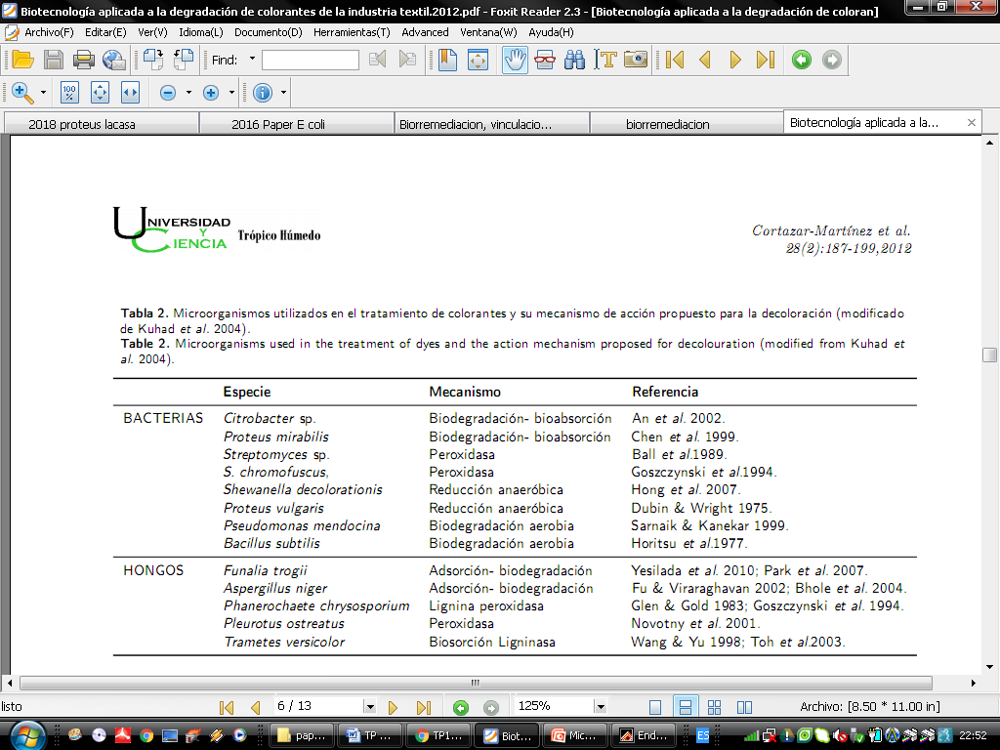 Biotecnología aplicada a la degradación de colorantes de la industria textil.2012.pdf - Foxit Reader 2.3 - [Biotecnología aplicada a la degradación de coloran]
Archivo(F) Editar(E) Ver(V) Idioma(L) Documento(D) Herramientas(T) Advanced Ventana(W) Ayuda(H)
Find:
100 %
2018 proteus lacasa 2016 Paper E coli Biorremediacion, vinculacio... biorremediacion Biotecnología aplicada a la...
UNIVERSIDAD Y CIENCIA Trópico Húmedo
Cortazar-Martínez et al.
28(2):187-199,2012
Tabla 2. Microorganismos utilizados en el tratamiento de colorantes y su mecanismo de acción propuesto para la decoloración (modificado
de Kuhad et al. 2004).
Table 2. Microorganisms used in the treatment of dyes and the action mechanism proposed for decolouration (modified from Kuhad et
al. 2004).
Especie Mecanismo Referencia
BACTERIAS Citrobacter sp. Biodegradación- bioabsorción An et al. 2002.
Proteus mirabilis Biodegradación- bioabsorción Chen et al. 1999.
Streptomyces sp. Peroxidasa Ball et al.1989.
S. chromofuscus, Peroxidasa Goszczynski et al.1994.
Shewanella decolorationis Reducción anaeróbica Hong et al. 2007.
Proteus vulgaris Reducción anaeróbica Dubin & Wright 1975.
Pseudomonas mendocina Biodegradación aerobia Sarnaik & Kanekar 1999.
Bacillus subtilis Biodegradación aerobia Horitsu et al.1977.
HONGOS Funalia trogii Adsorción- biodegradación Yesilada et al. 2010; Park et al. 2007.
Aspergillus niger Adsorción- biodegradación Fu & Viraraghavan 2002; Bhole et al. 2004.
Phanerochaete chrysosporium Lignina peroxidasa Glen & Gold 1983; Goszczynski et al. 1994.
Pleurotus ostreatus Peroxidasa Novotny et al. 2001.
Trametes versicolor Biosorción Ligninasa Wang & Yu 1998; Toh et al.2003.
listo 6 / 13 125% Archivo: [8.50 * 11.00 in]
pap... TP ... TP1... Biot... Mic... End... ES 22:52